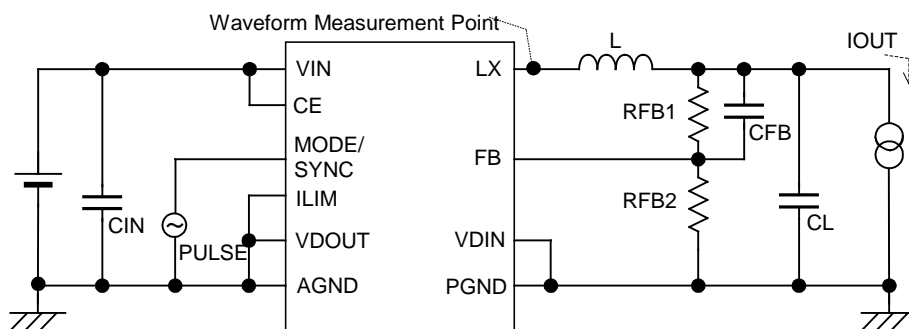 Waveform Measurement Point
L
IOUT
VIN
LX
CE
RFB1
CFB
MODE/
SYNC
FB
ILIM
RFB2
CIN
CL
PULSE
VDOUT
VDIN
AGND
PGND